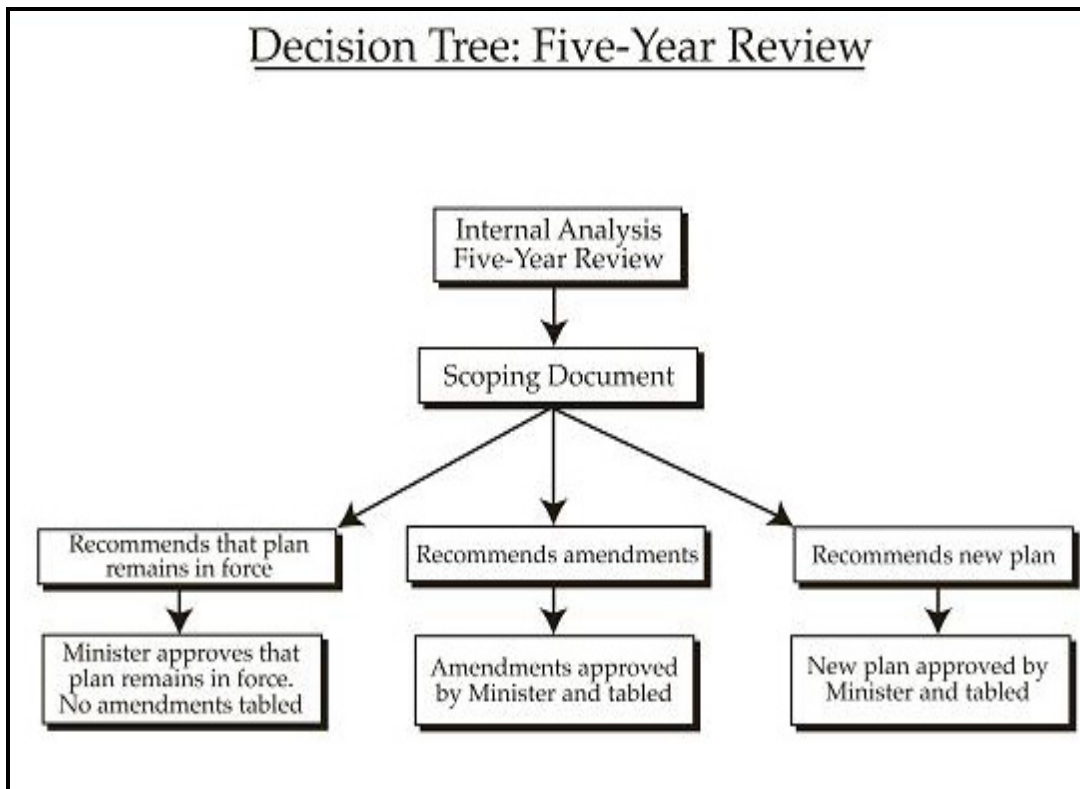 Decision Tree: Five-Year Review
Internal Analysis
Five-Year Review
Scoping Document
Recommends that plan
remains in force
Recommends amendments
Recommends new plan
Minister approves that
plan remains in force.
No amendments tabled
Amendments approved
by Minister and tabled
New plan approved by
Minister and tabled